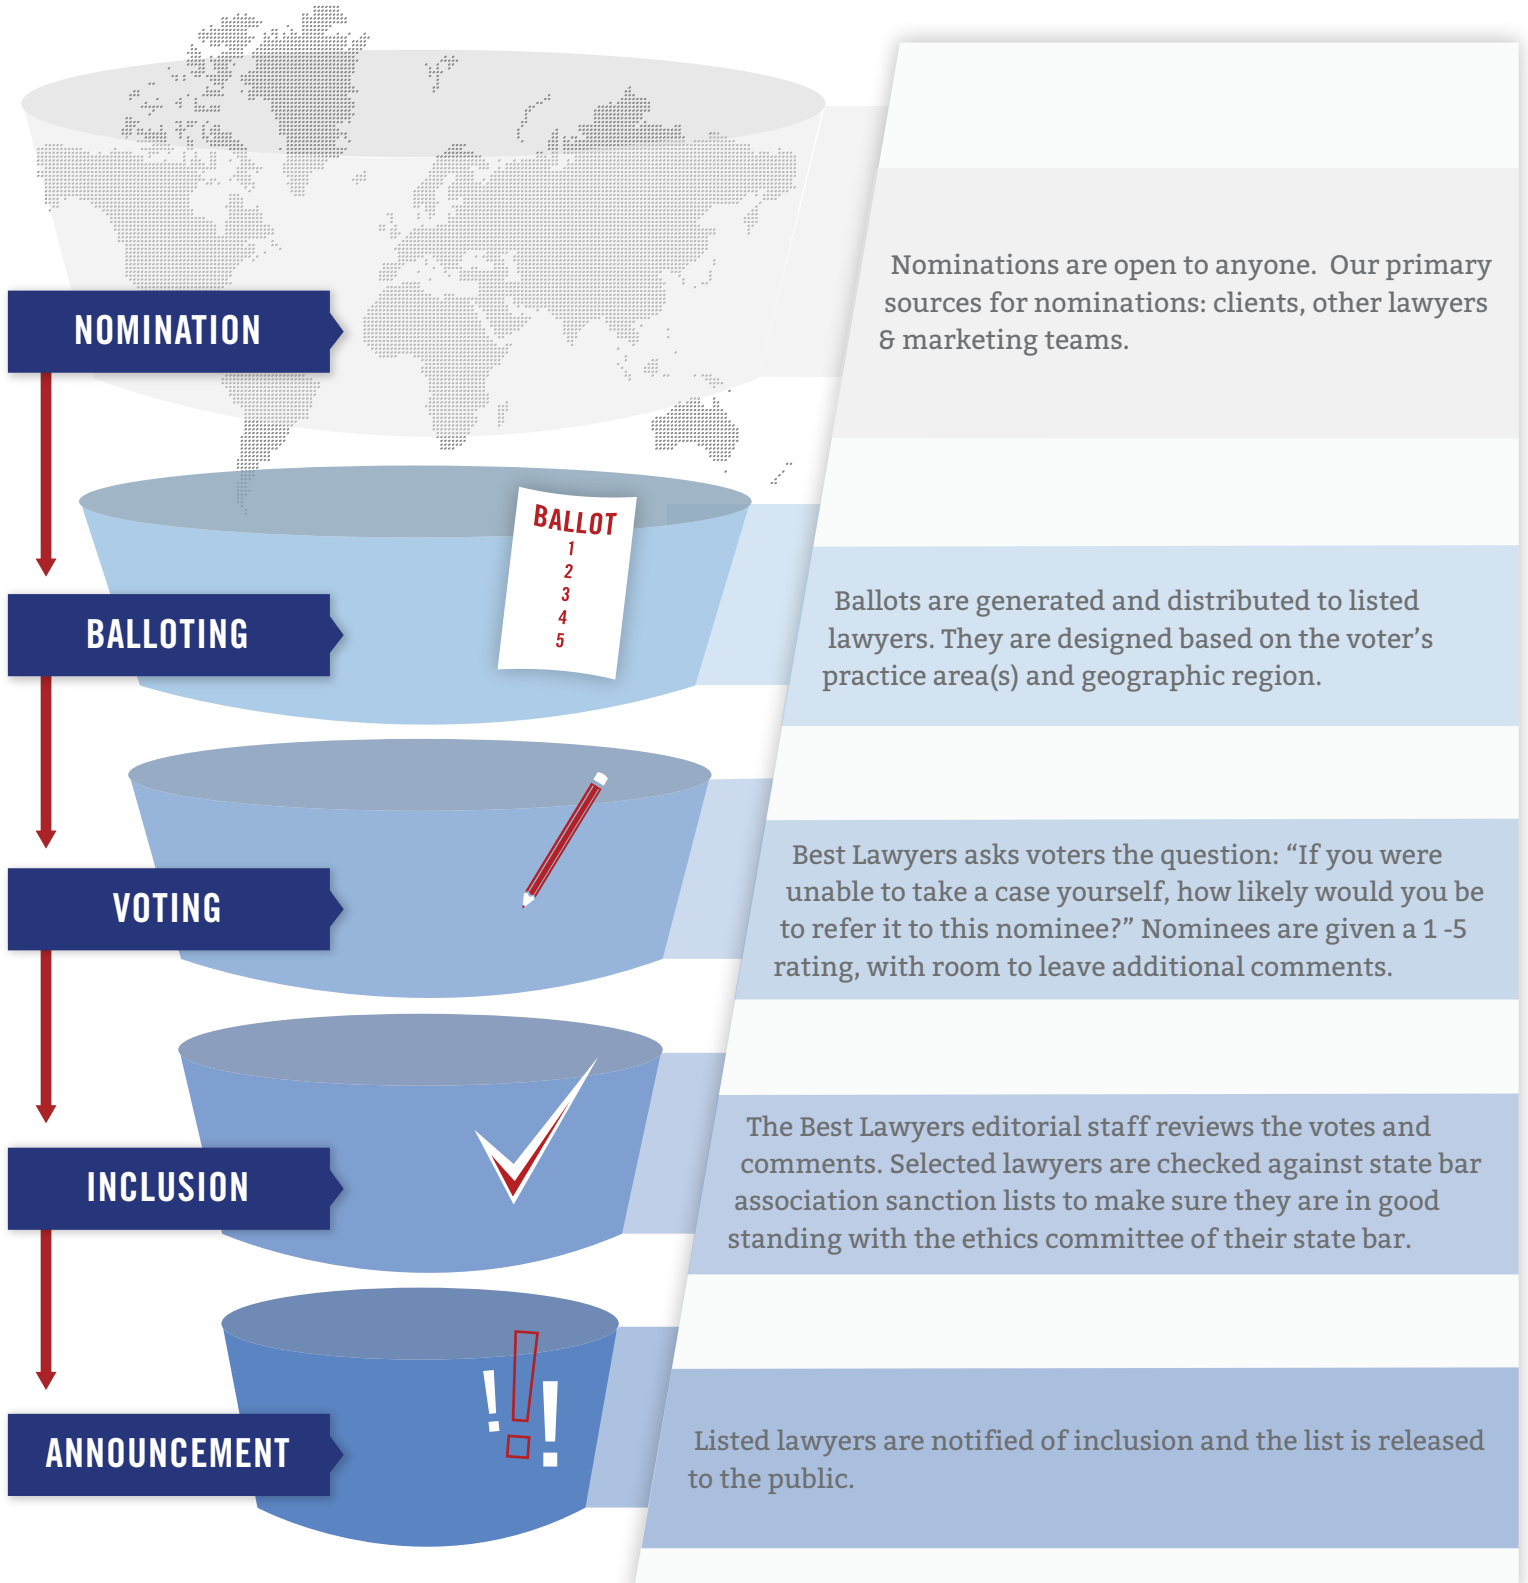 NOMINATION
Nominations are open to anyone.  Our primary
sources for nominations: clients, other lawyers
& marketing teams.
BALLOT
1
2
3
4
5
BALLOTING
Ballots are generated and distributed to listed
lawyers. They are designed based on the voter’s
practice area(s) and geographic region.
VOTING
Best Lawyers asks voters the question: “If you were
unable to take a case yourself, how likely would you be
to refer it to this nominee?” Nominees are given a 1 -5
rating, with room to leave additional comments.
INCLUSION
The Best Lawyers editorial staff reviews the votes and
comments. Selected lawyers are checked against state bar
association sanction lists to make sure they are in good
standing with the ethics committee of their state bar.
ANNOUNCEMENT
!!!
Listed lawyers are notified of inclusion and the list is released
to the public.